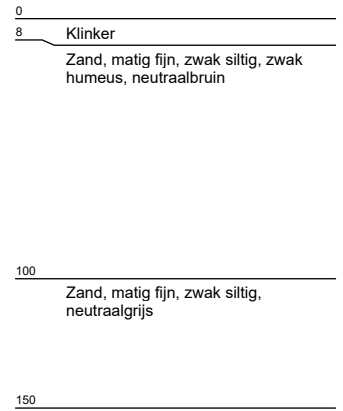 0
8 Klinker
Zand, matig fijn, zwak siltig, zwak
humeus, neutraalbruin
100
Zand, matig fijn, zwak siltig,
neutraalgrijs
150